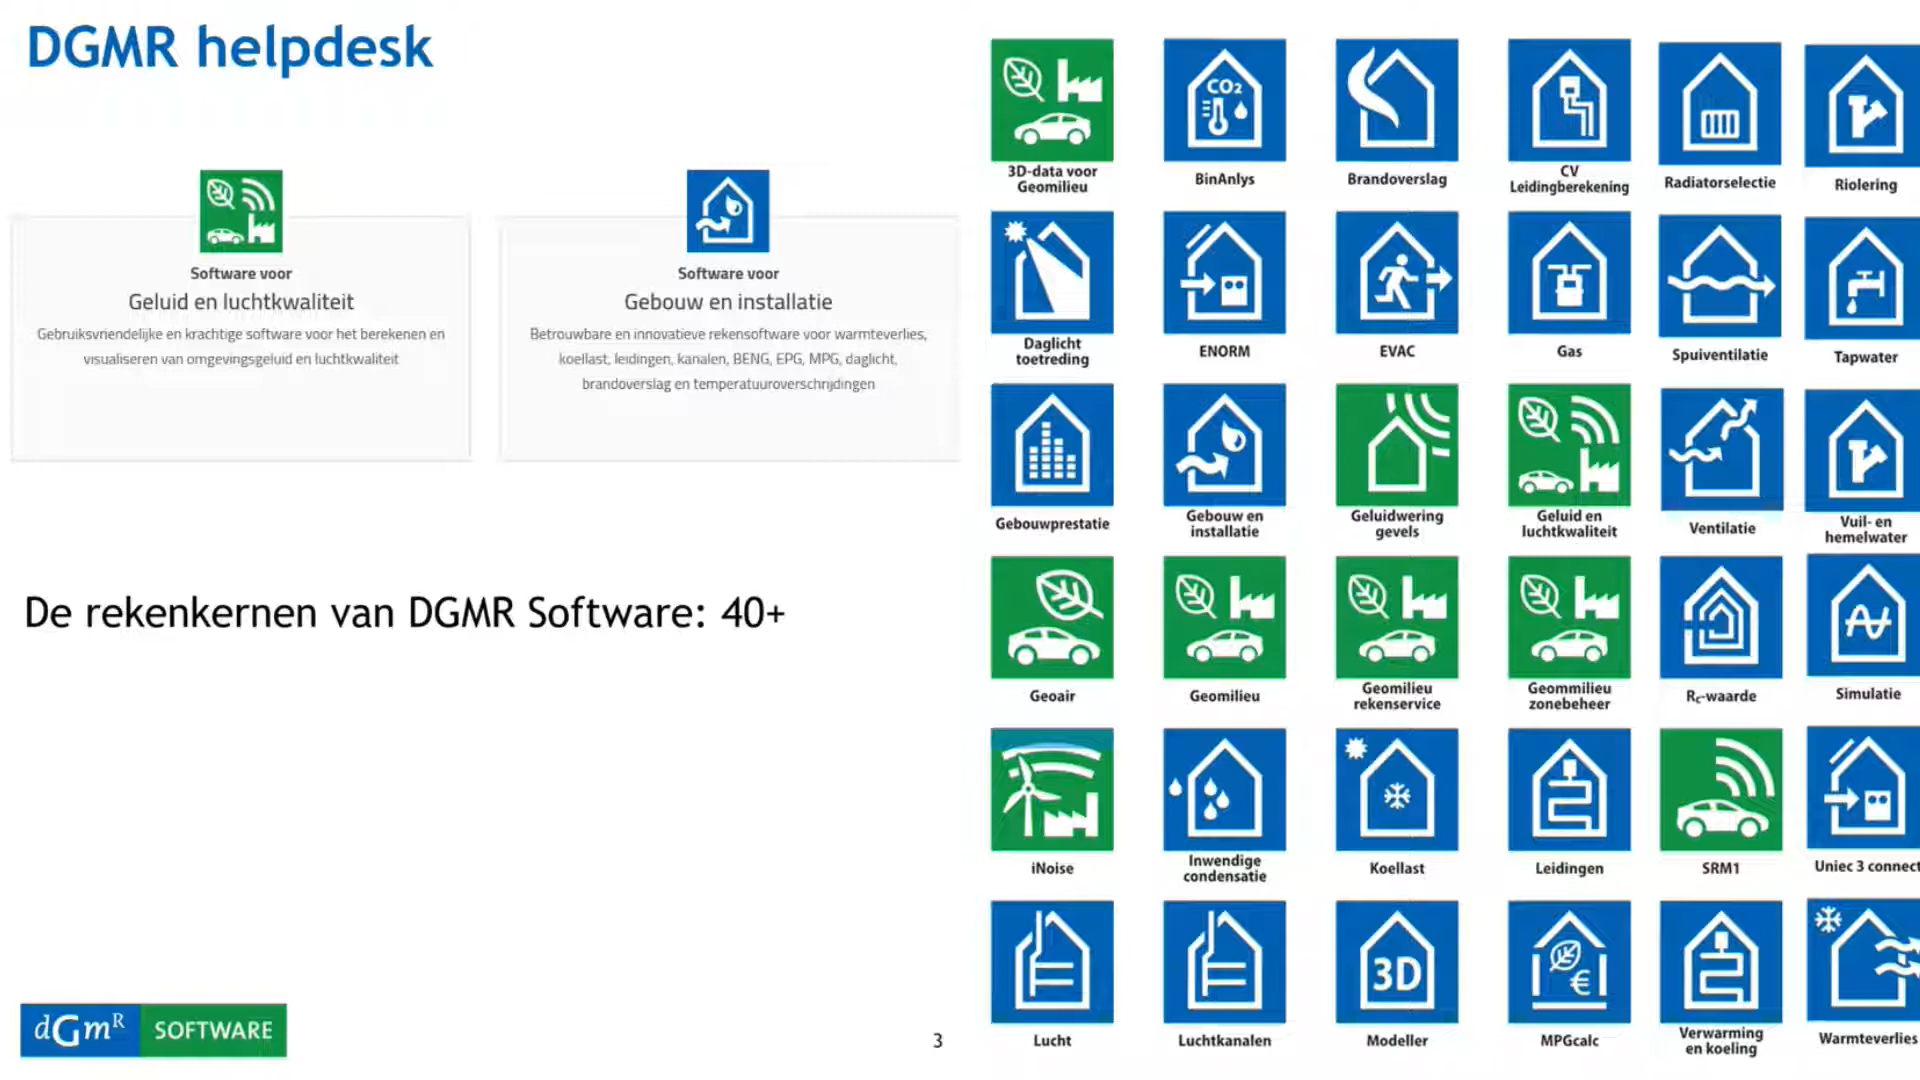 DGMR helpdesk
Software voor
Geluid en luchtkwaliteit
Gebruiksvriendelijke en krachtige software voor het berekenen en
visualiseren van omgevingsgeluid en luchtkwaliteit
Software voor
Gebouw en installatie
Betrouwbare en innovatieve rekensoftware voor warmteverlies,
koellast, leidingen, kanalen, BENG, EPG, MPG, daglicht,
brandoverslag en temperatuuroverschrijdingen
De rekenkernen van DGMR Software: 40+
dGmR SOFTWARE
3
3D-data voor
Geomilieu
CO2
BinAnlys
Brandoverslag
CV
Leidingberekening
Radiatorselectie
Riolering
Daglicht
toetreding
ENORM
EVAC
Gas
Spuiventilatie
Tapwater
Gebouwprestatie
Gebouw en
installatie
Geluidwering
gevels
Geluid en
luchtkwaliteit
Ventilatie
Vuil- en
hemelwater
Geoair
Geomilieu
Geomilieu
rekenservice
Geommilieu
zonebeheer
Rc-waarde
Simulatie
iNoise
Inwendige
condensatie
Koellast
Leidingen
SRM1
Uniec 3 connect
Lucht
Luchtkanalen
3D
Modeller
€
MPGcalc
Verwarming
en koeling
Warmteverlies